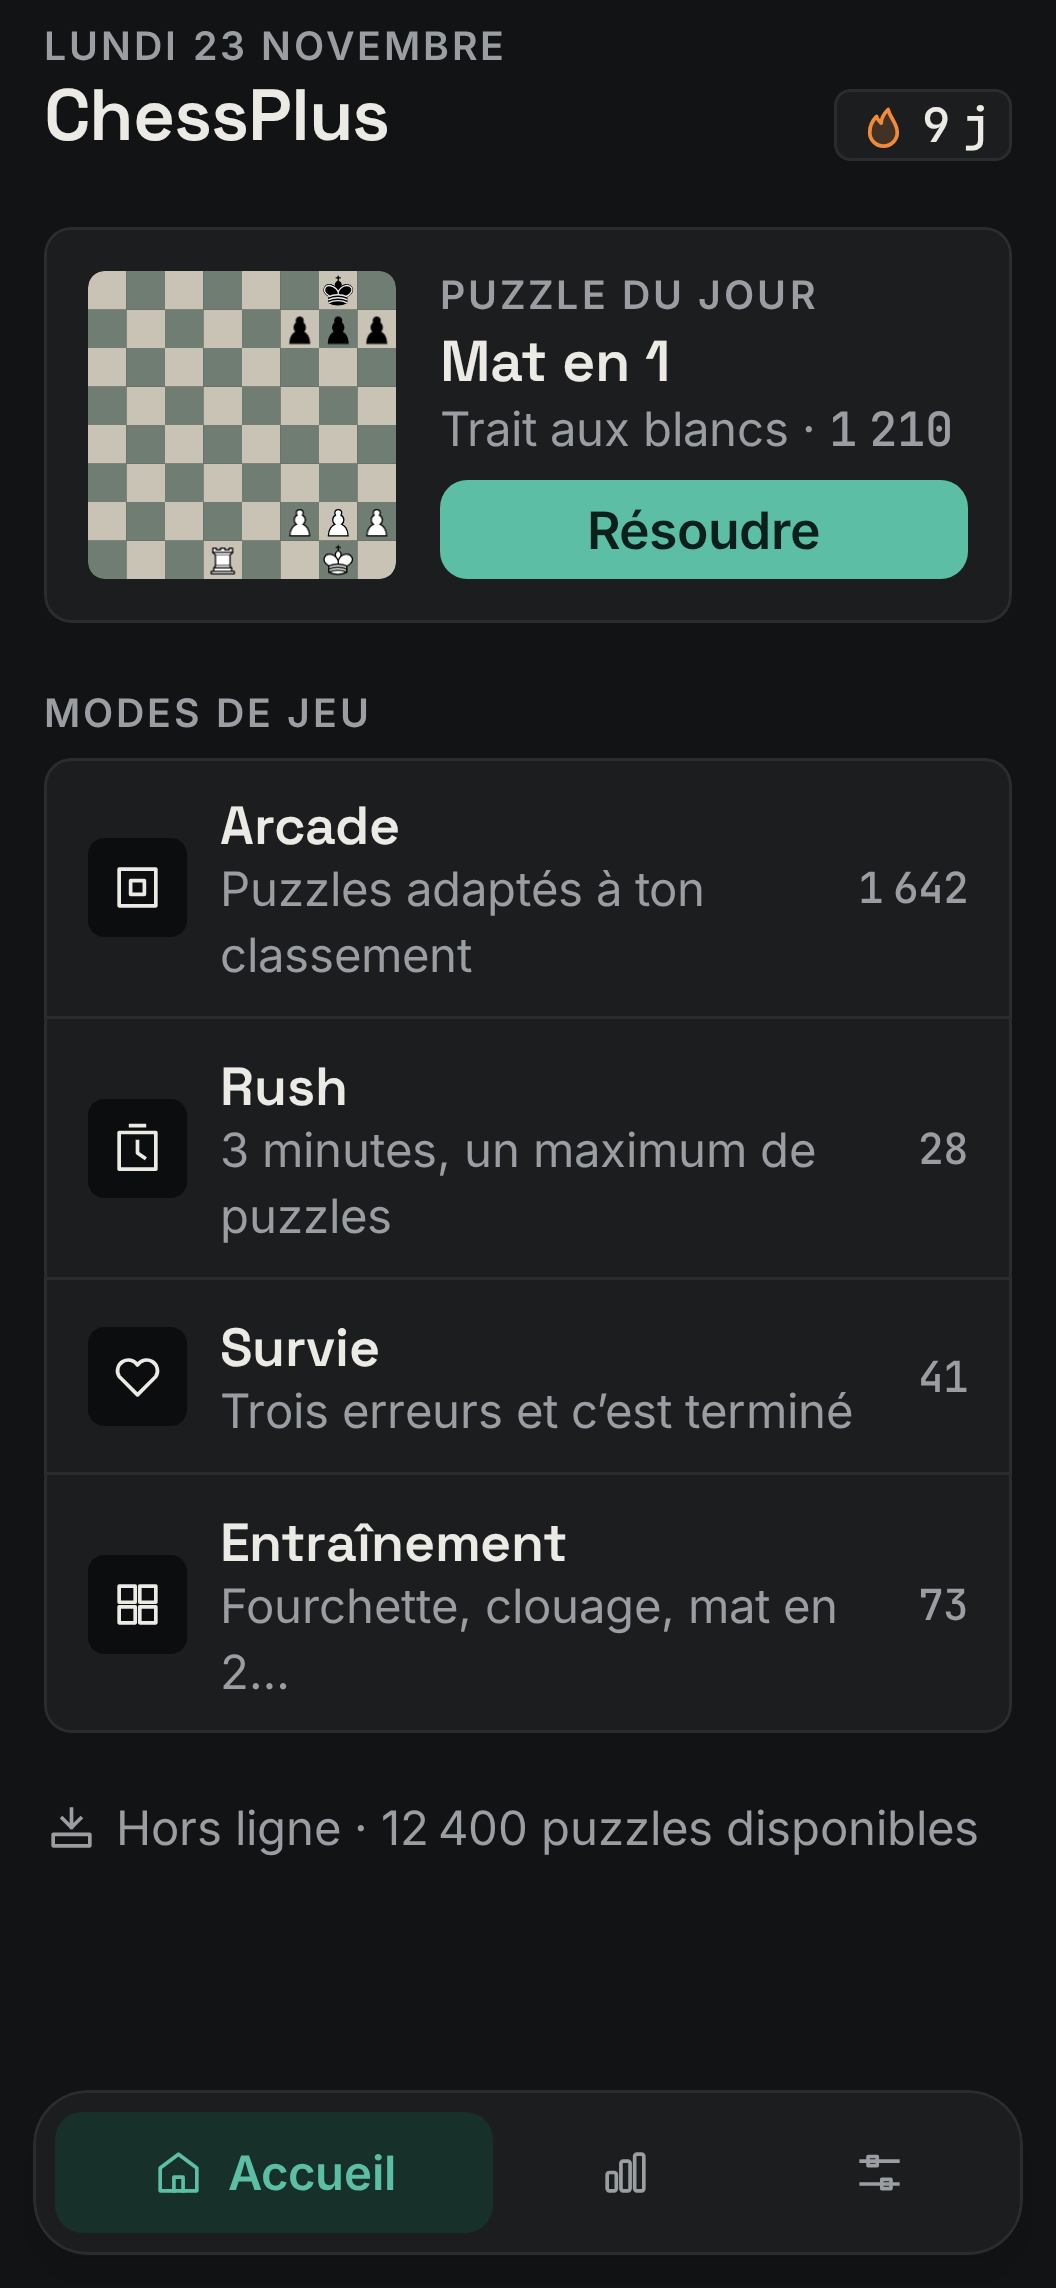 LUNDI 23 NOVEMBRE
ChessPlus
9 j
PUZZLE DU JOUR
Mat en 1
Trait aux blancs · 1 210
Résoudre
MODES DE JEU
Arcade
Puzzles adaptés à ton
classement
1 642
Rush
3 minutes, un maximum de
puzzles
28
Survie
Trois erreurs et c’est terminé
41
Entraînement
Fourchette, clouage, mat en
2…
73
Hors ligne · 12 400 puzzles disponibles
Accueil